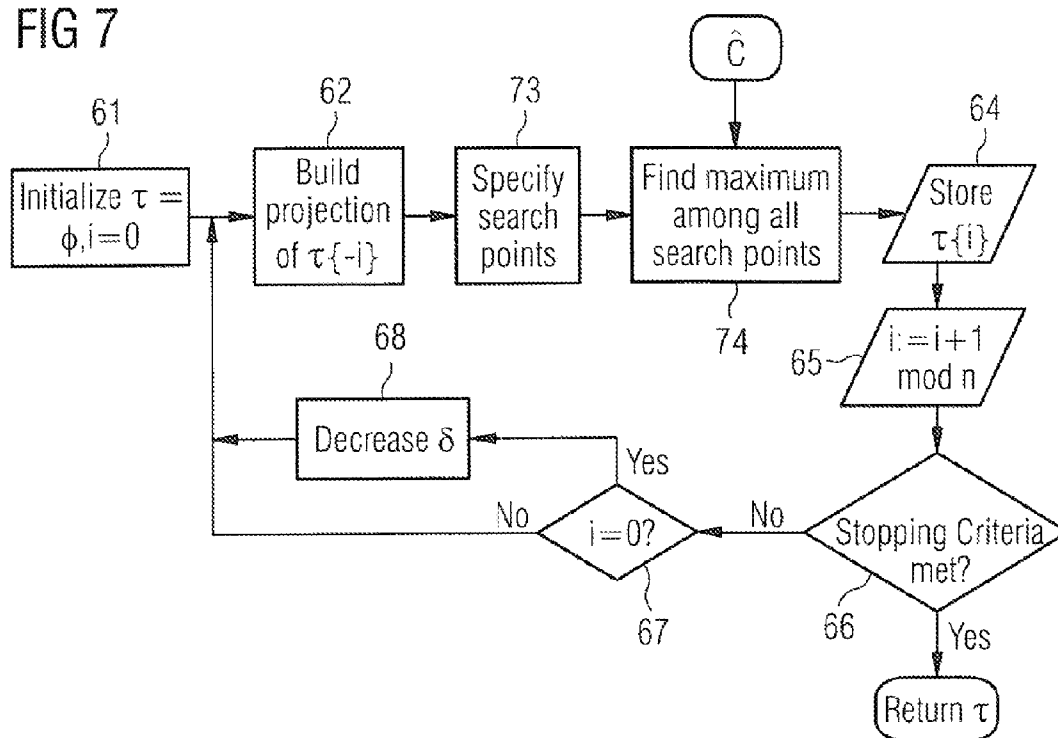 FIG 7
Ĉ
61
Initialize τ =
ϕ,i=0
62
Build
projection
of τ{-i}
73
Specify
search
points
Find maximum
among all
search points
74
64
Store
τ{i}
65
i:=i+1
mod n
68
Decrease δ
Yes
No
i=0?
67
No
Stopping Criteria
met?
66
Yes
Return τ